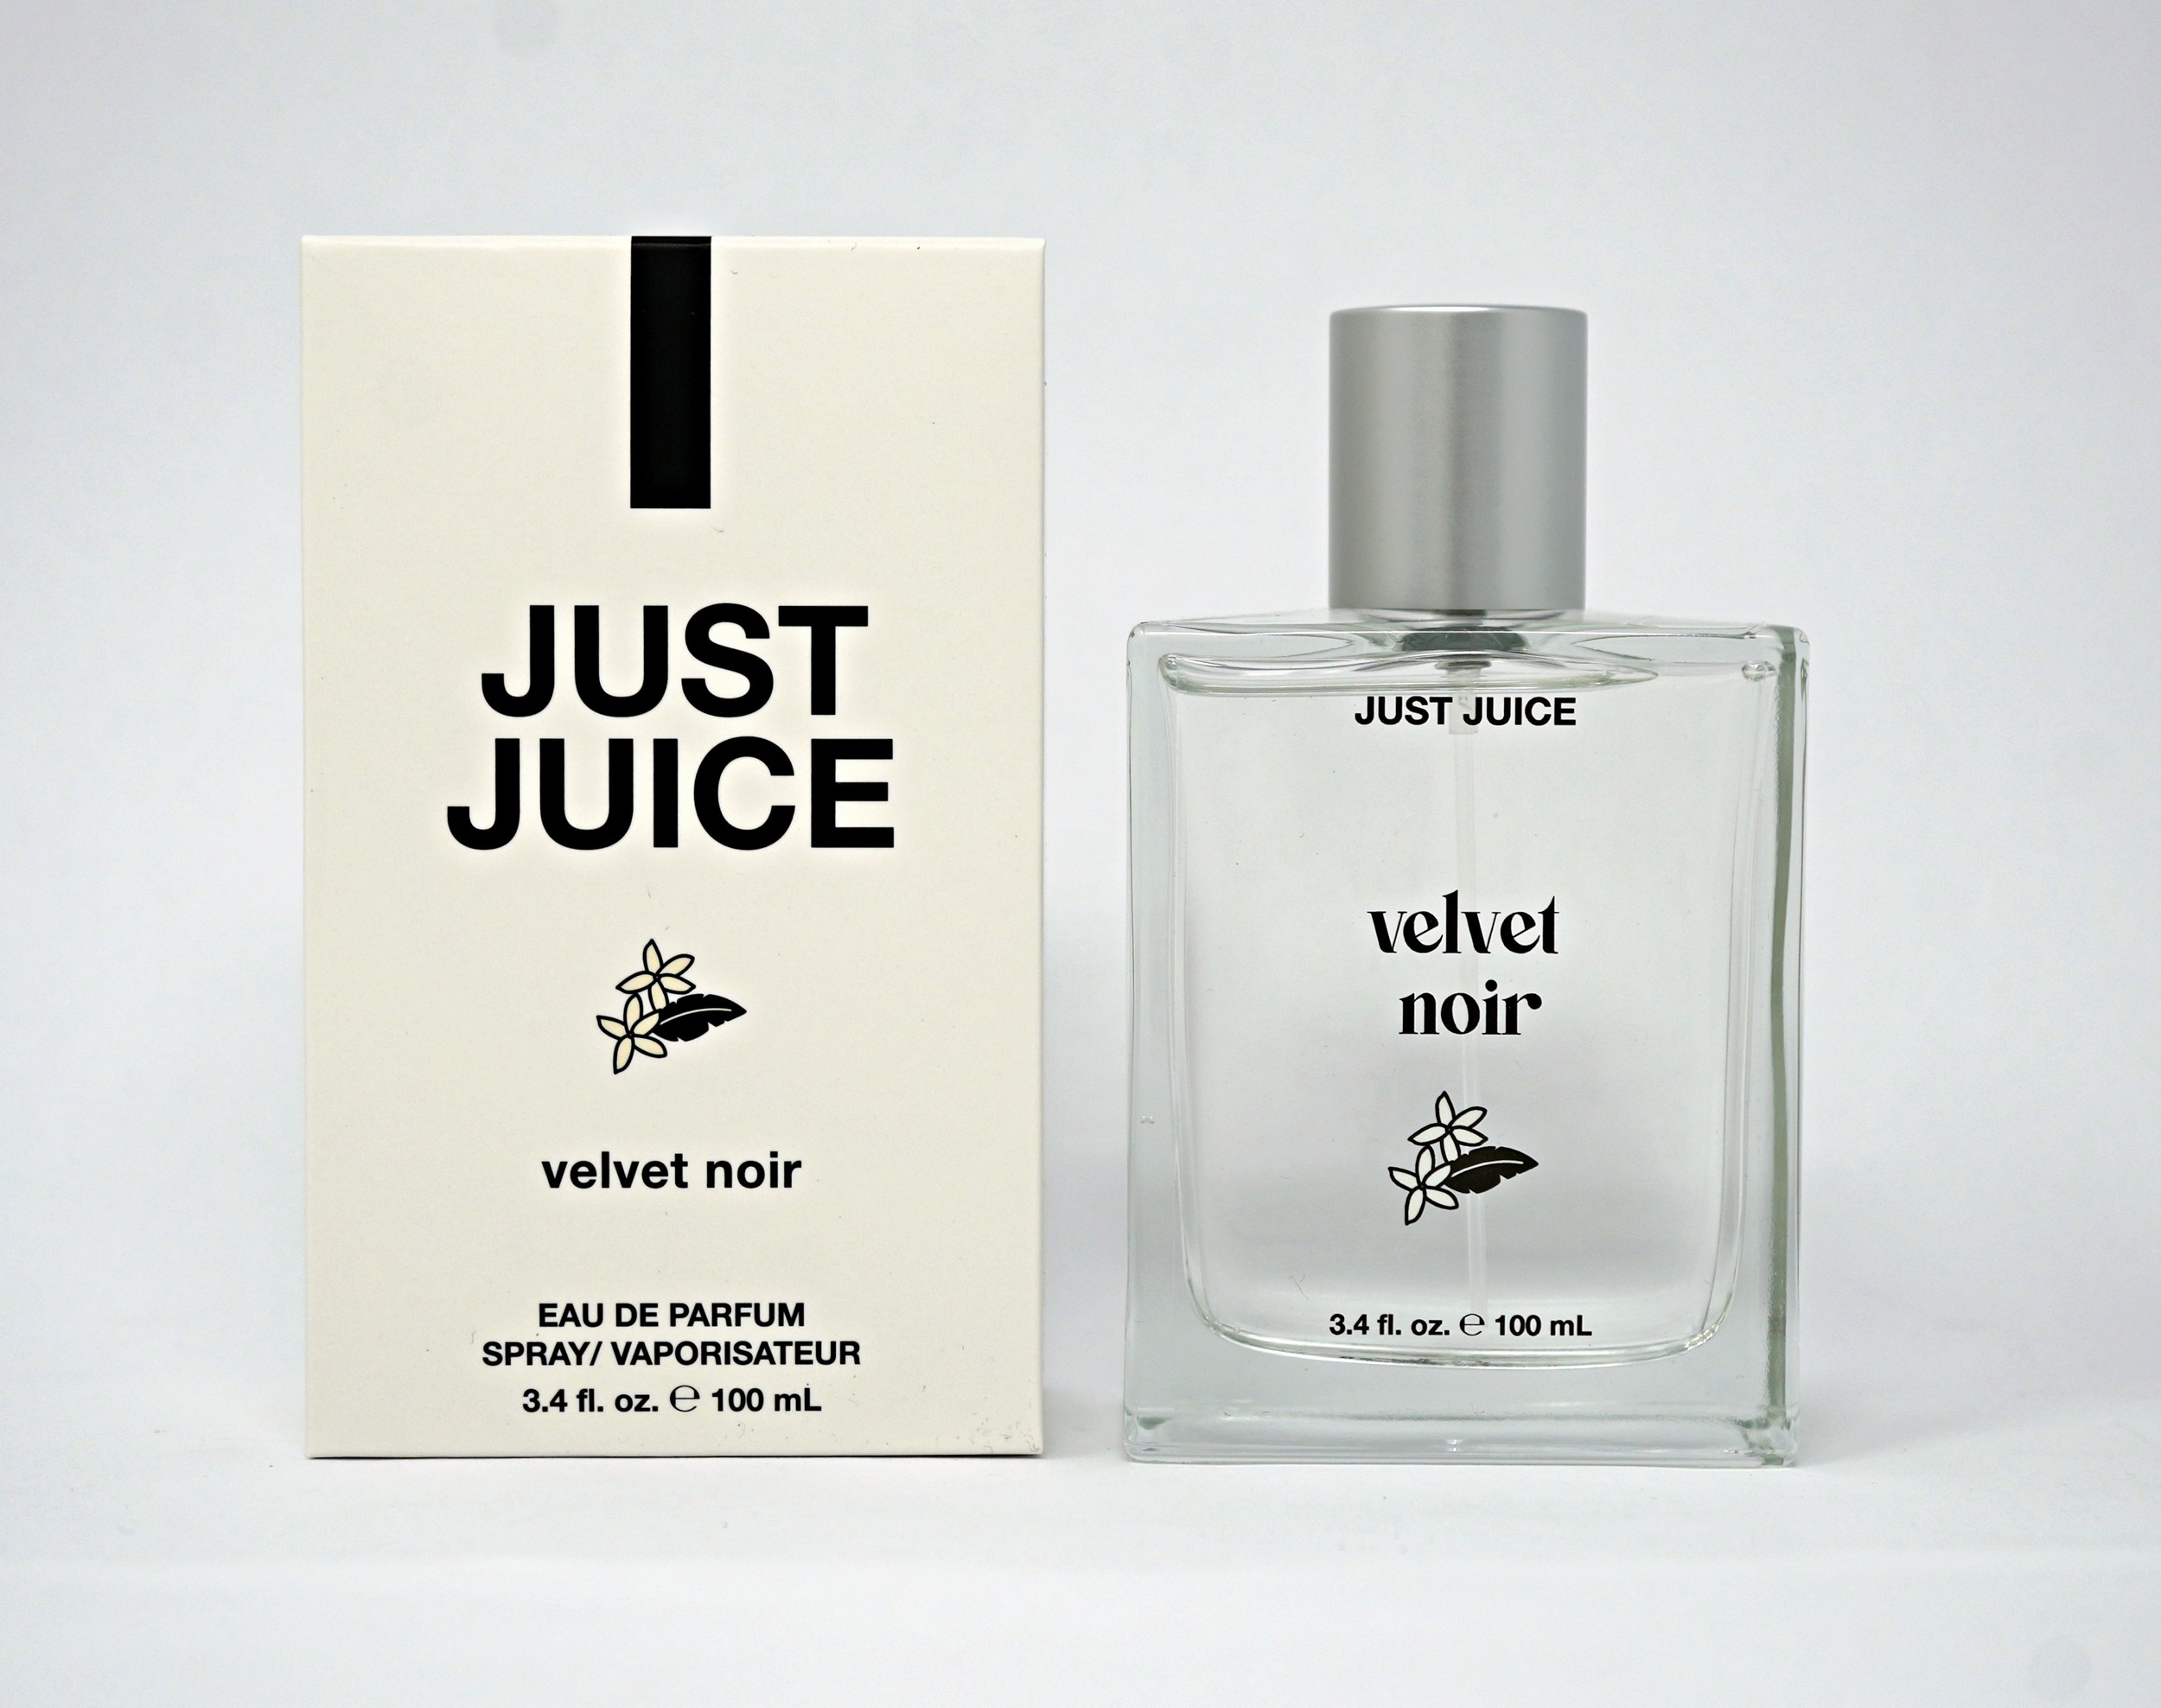 JUST
JUICE
velvet noir
EAU DE PARFUM
SPRAY/ VAPORISATEUR
3.4 fl. oz. ℮ 100 mL
JUST JUICE
velvet
noir
3.4 fl. oz. ℮ 100 mL